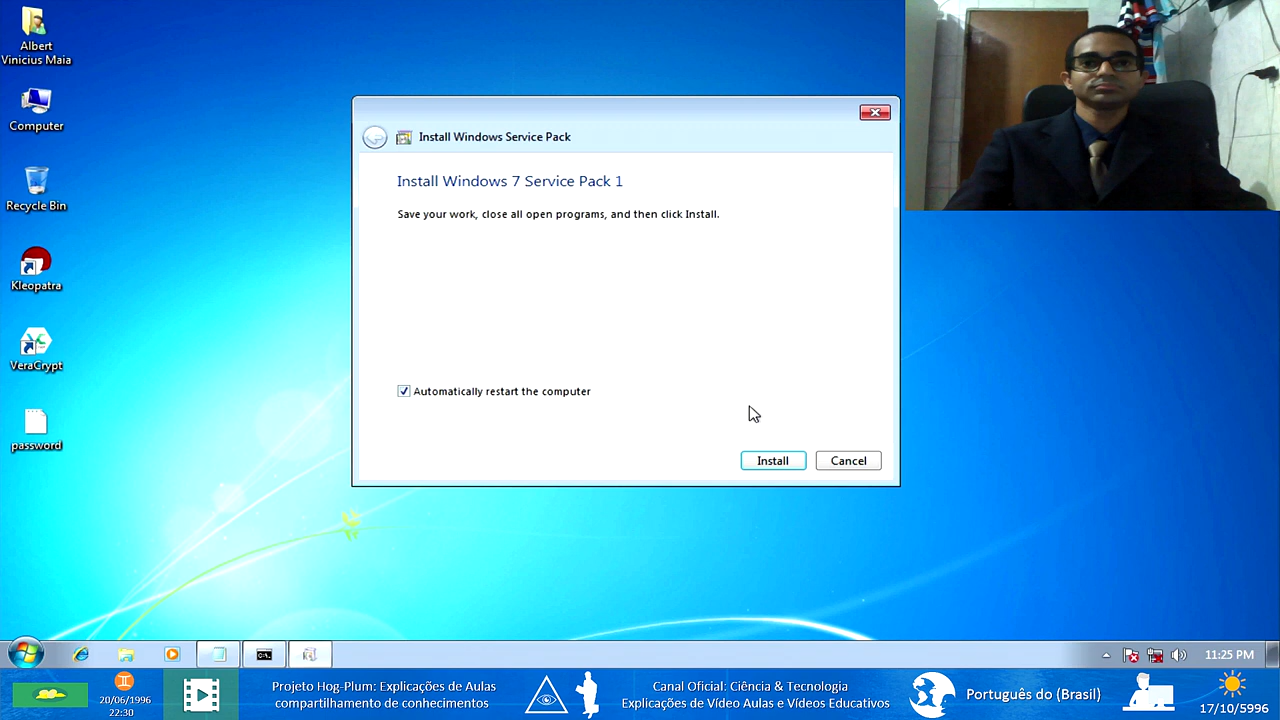 Albert
Vinicius Maia
Computer
Recycle Bin
Kleopatra
VeraCrypt
password
Install Windows Service Pack
Install Windows 7 Service Pack 1
Save your work, close all open programs, and then click Install.
Automatically restart the computer
Install
Cancel
C:\.
11:25 PM
20/06/1996
22:30
Projeto Hog-Plum: Explicações de Aulas
compartilhamento de conhecimentos
Canal Oficial: Ciência & Tecnologia
Explicações de Vídeo Aulas e Vídeos Educativos
Português do (Brasil)
17/10/5996